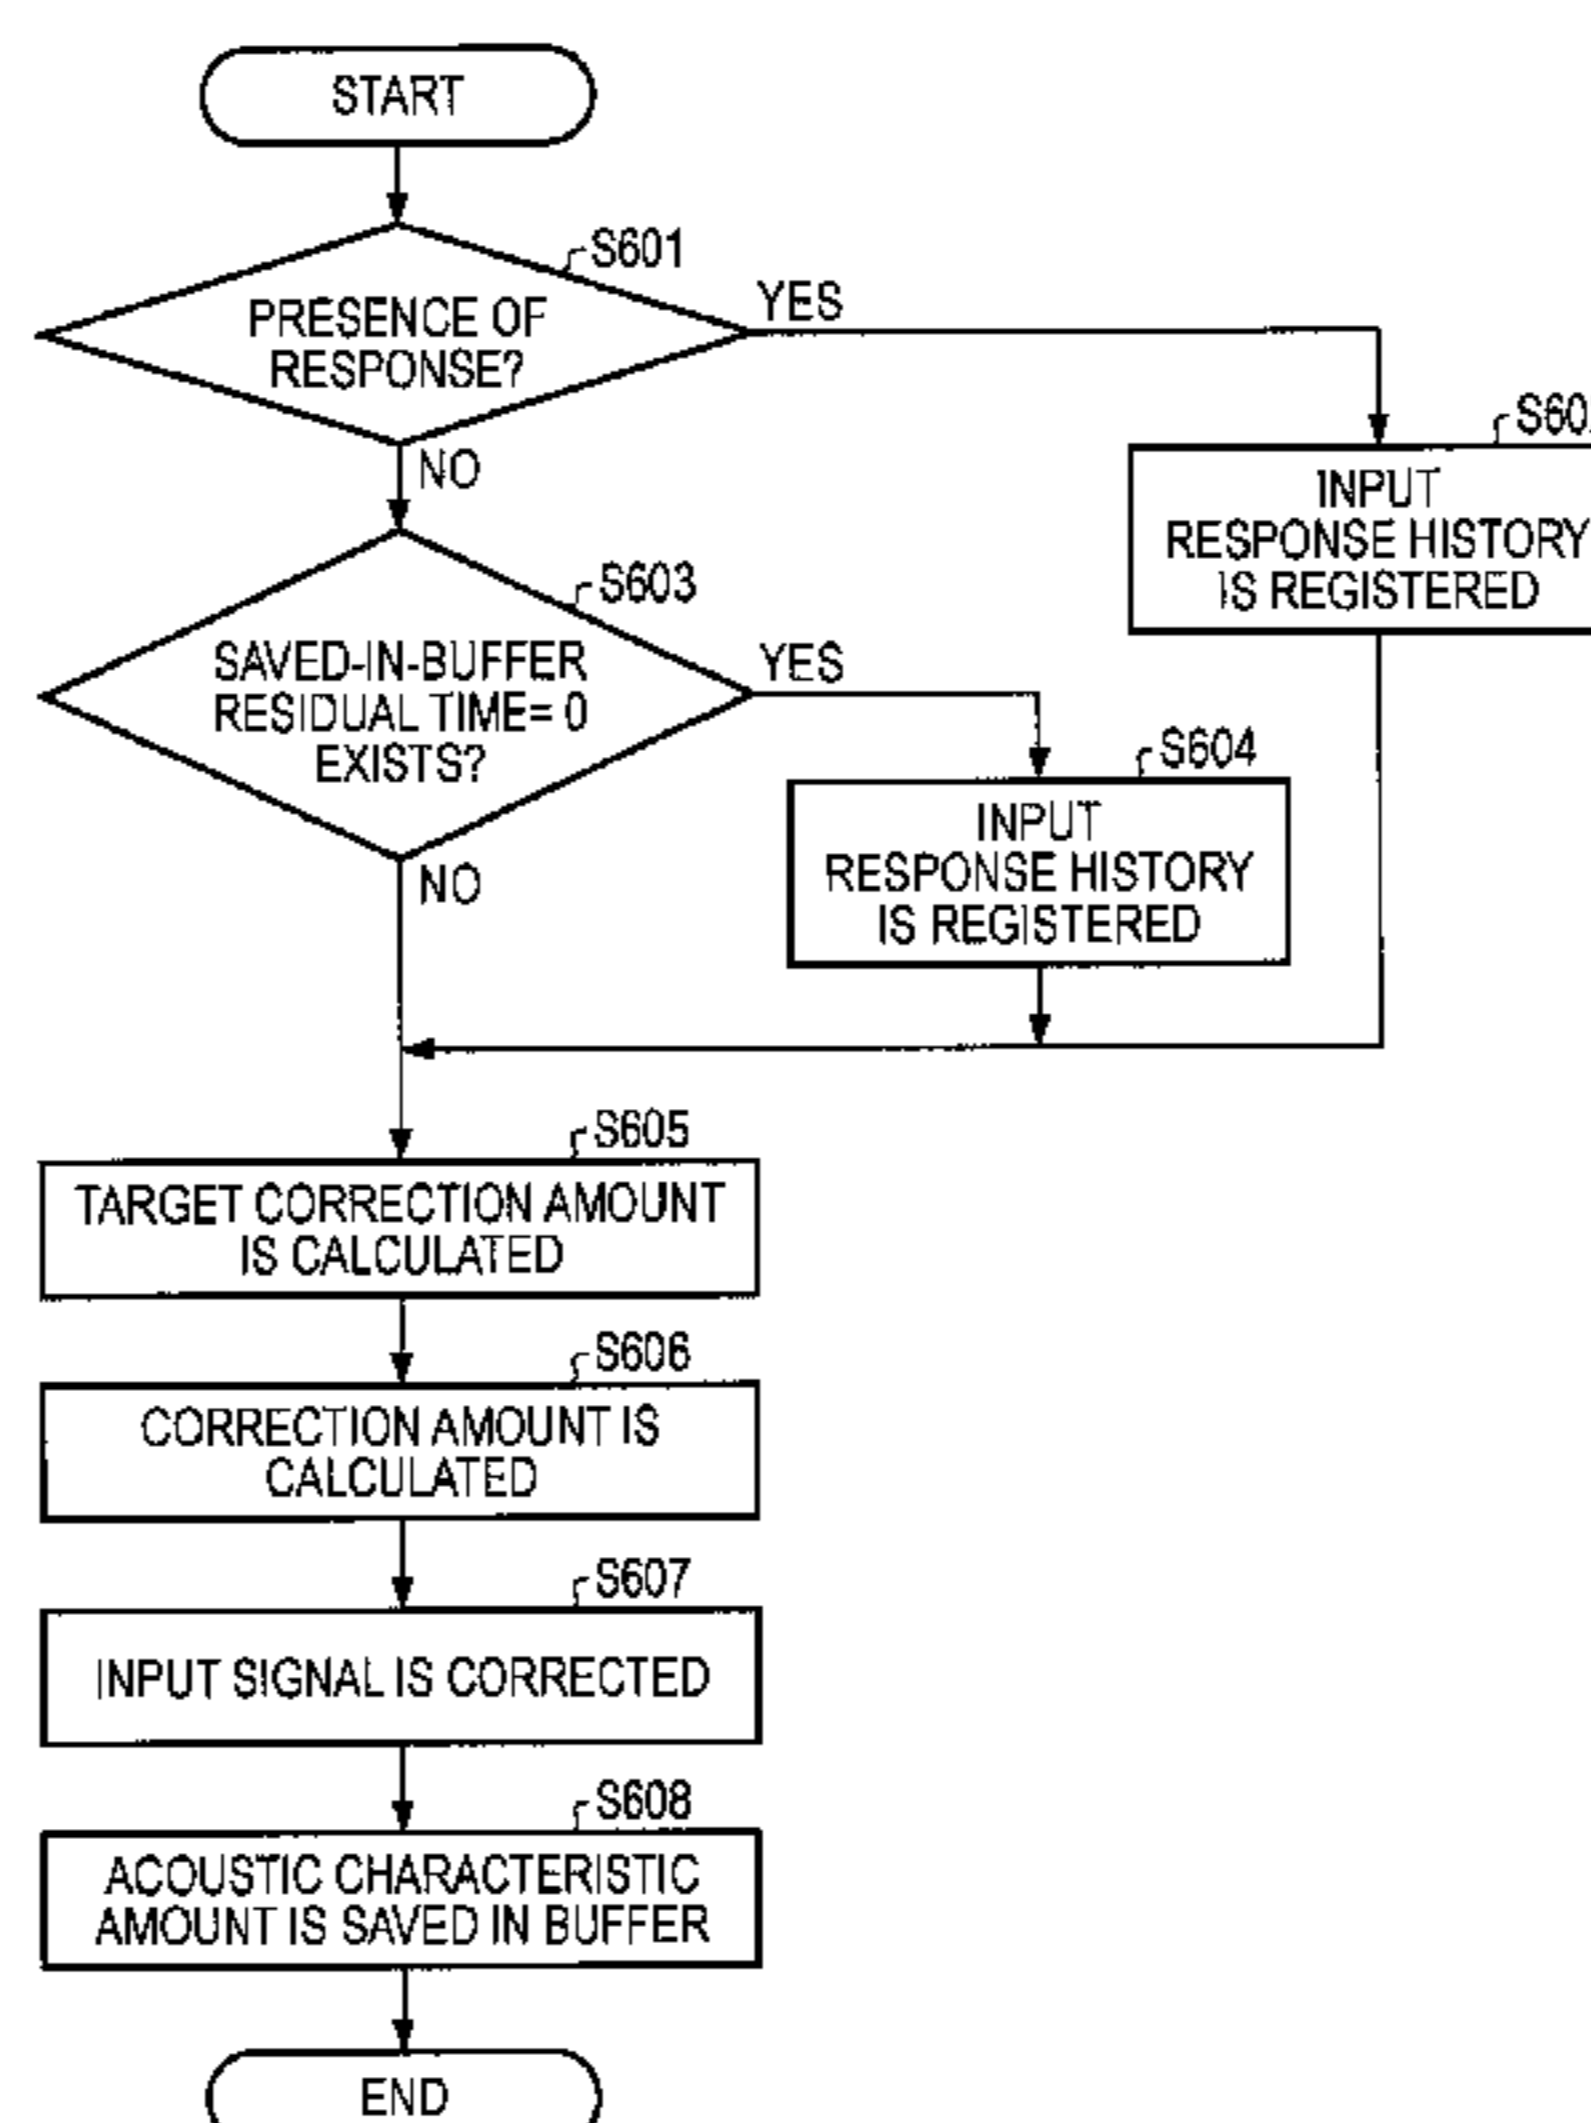 START
S601
PRESENCE OF
RESPONSE?
YES
NO
INPUT
RESPONSE HISTORY
IS REGISTERED
S603
SAVED-IN-BUFFER
RESIDUAL TIME= 0
EXISTS?
YES
NO
S604
INPUT
RESPONSE HISTORY
IS REGISTERED
S605
TARGET CORRECTION AMOUNT
IS CALCULATED
S606
CORRECTION AMOUNT IS
CALCULATED
S607
INPUT SIGNAL IS CORRECTED
S608
ACOUSTIC CHARACTERISTIC
AMOUNT IS SAVED IN BUFFER
END